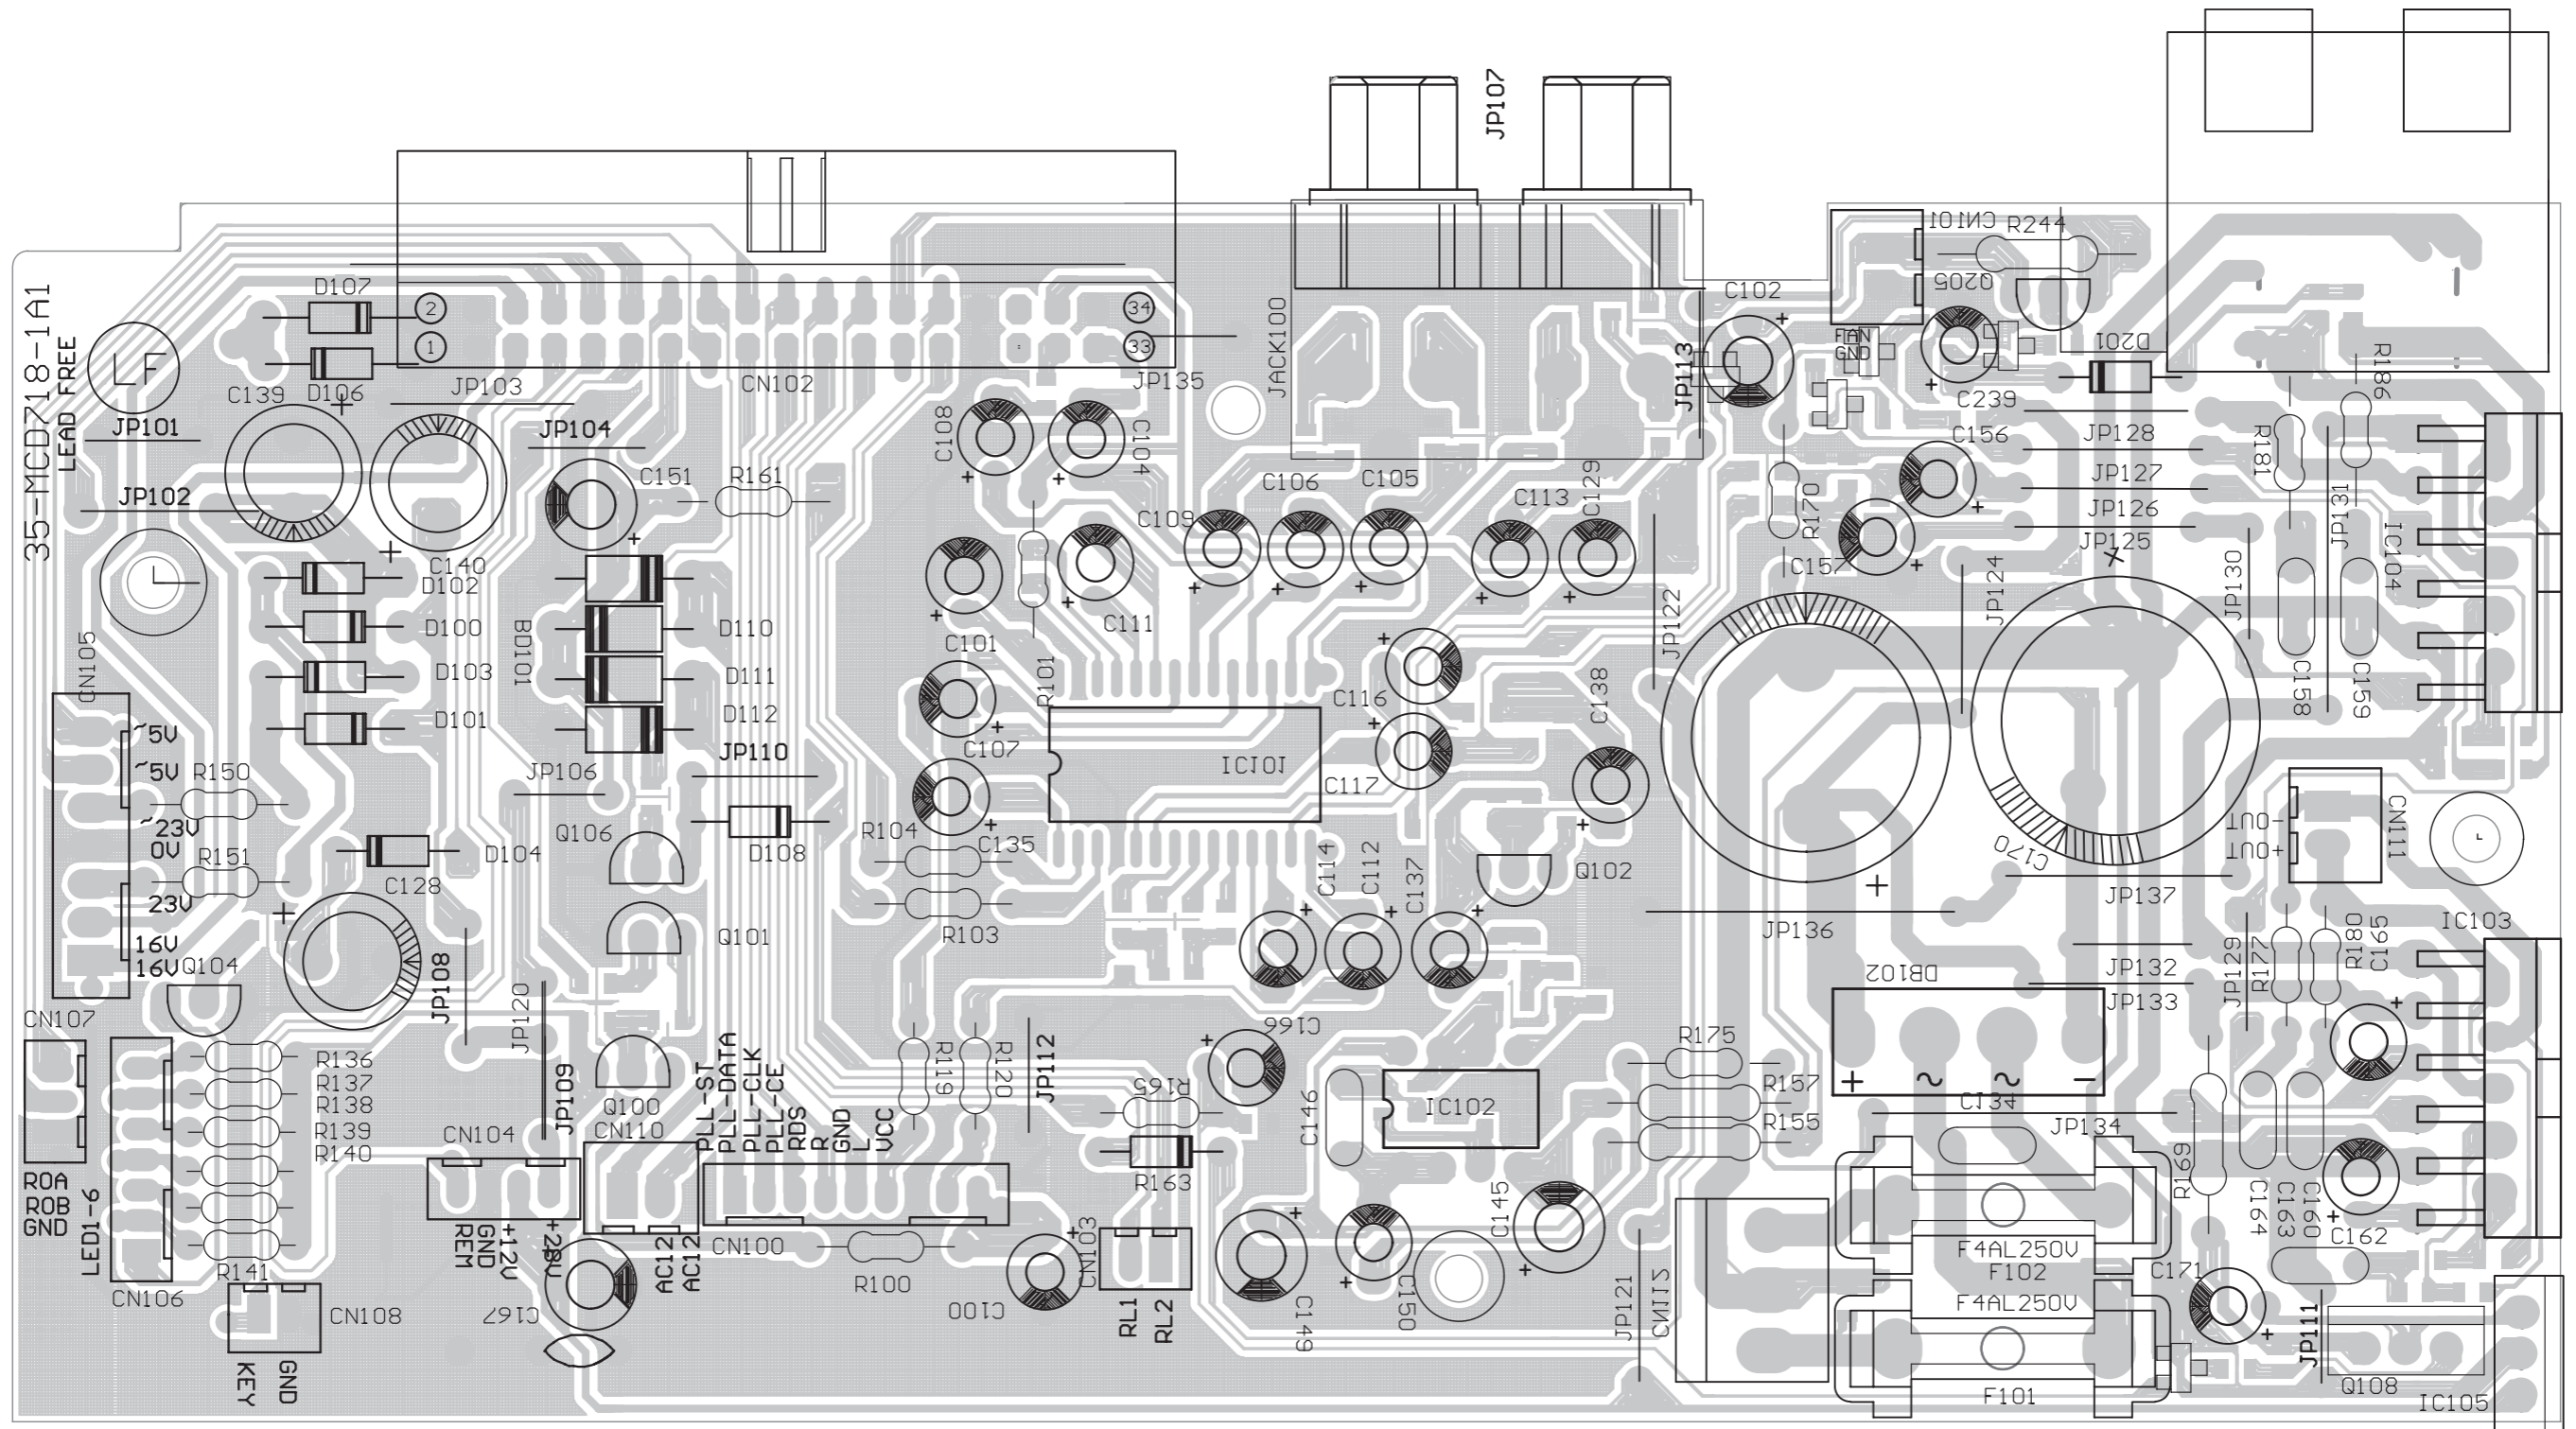 JP107
35-MCD718-1A1
LEAD FREE
LF
D107
D106
C139
JP101
JP102
JP103
JP104
2
1
34
33
CN102
JP135
JACK100
JP113
C102
CN101
R244
Q205
FAN
GND
C239
D201
R186
C108
C104
C151
R161
C140
C109
C106
C105
C113
C129
R170
C156
C157
JP128
JP127
JP126
JP125
R181
JP131
IC104
JP130
JP124
JP122
D102
D100
D103
D101
BD101
D110
D111
D112
C101
C111
R101
C107
C116
C117
C138
C158
C159
CN105
~5V
~5V
~23V
0V
23V
16V
16V
R150
R151
JP106
JP110
Q106
D108
D104
C128
R104
C135
R103
IC101
C114
C112
C137
Q102
C170
-OUT
+OUT
CN111
JP137
JP136
IC103
Q104
Q101
JP108
JP120
JP109
DB102
JP132
JP133
JP129
R177
R180
C165
CN107
ROA
ROB
GND
LED1-6
CN106
R136
R137
R138
R139
R140
R141
CN104
REM
GND
+12V
+28V
Q100
CN110
AC12
AC12
PLL-ST
PLL-DATA
PLL-CLK
PLL-CE
RDS
R
GND
L
VCC
CN100
R119
R120
JP112
R165
R163
C166
C146
IC102
R175
R157
R155
+
~
~
-
C134
JP134
R169
C164
C163
C160
C162
CN108
KEY
GND
C167
R100
C100
CN103
RL1
RL2
C149
C150
C145
JP121
CN112
F4AL250V
F102
F4AL250V
F101
C171
JP111
Q108
IC105